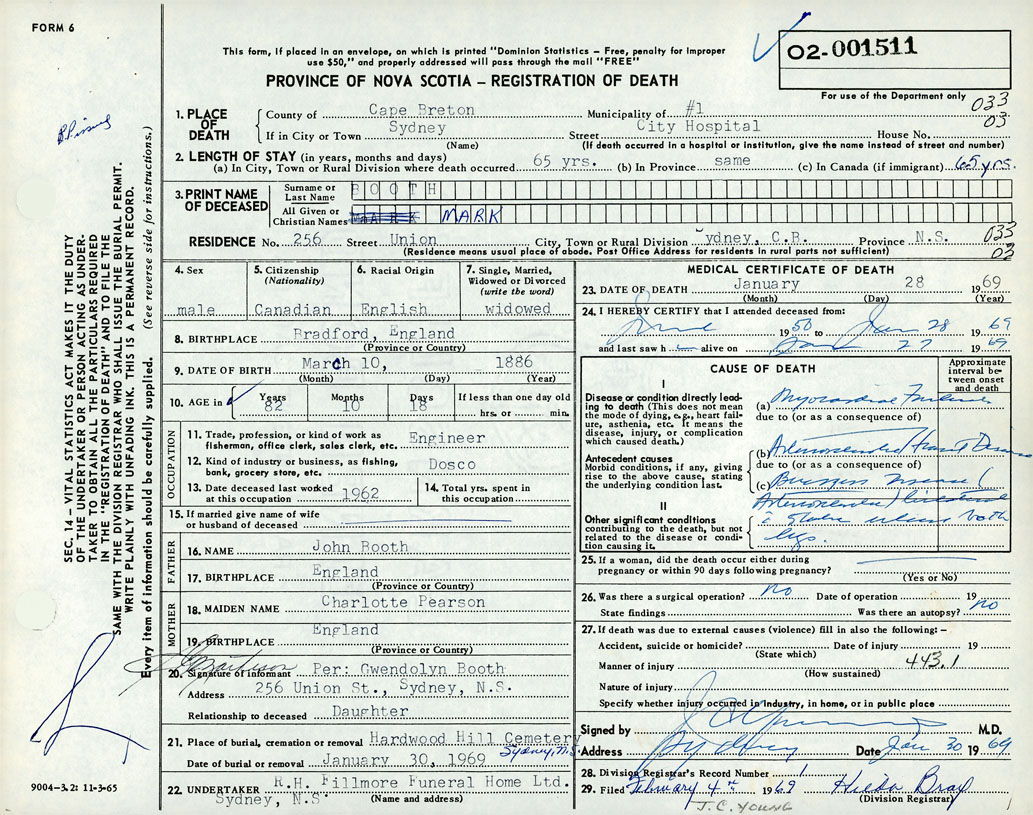 FORM 6
This form, if placed in an envelope, on which is printed "Dominion Statistics – Free, penalty for improper
use $50," and properly addressed will pass through the mail "FREE"
PROVINCE OF NOVA SCOTIA – REGISTRATION OF DEATH
02-001511
For use of the Department only
033
03
SEC. 14 – VITAL STATISTICS ACT MAKES IT THE DUTY
OF THE UNDERTAKER OR PERSON ACTING AS UNDER-
TAKER TO OBTAIN ALL THE PARTICULARS REQUIRED
IN THE "REGISTRATION OF DEATH" AND TO FILE THE
SAME WITH THE DIVISION REGISTRAR WHO SHALL ISSUE THE BURIAL PERMIT.
WRITE PLAINLY WITH UNFADING INK. THIS IS A PERMANENT RECORD.
Every item of information should be carefully supplied. (See reverse side for instructions.)
1. PLACE OF DEATH
County of Cape Breton Municipality of #1
If in City or Town Sydney Street City Hospital House No.
(Name) (If death occurred in a hospital or institution, give the name instead of street and number)
2. LENGTH OF STAY (in years, months and days)
(a) In City, Town or Rural Division where death occurred 65 yrs. (b) In Province same (c) In Canada (if immigrant) 65 yrs.
3. PRINT NAME OF DECEASED
Surname or Last Name BOOTH
All Given or Christian Names MARK
RESIDENCE No. 256 Street Union City, Town or Rural Division Sydney, C.B. Province N.S.
033
03
(Residence means usual place of abode. Post Office Address for residents in rural parts not sufficient)
4. Sex
male
5. Citizenship (Nationality)
Canadian
6. Racial Origin
English
7. Single, Married, Widowed or Divorced (write the word)
widowed
8. BIRTHPLACE Bradford, England
(Province or Country)
9. DATE OF BIRTH March 10, 1886
(Month) (Day) (Year)
10. AGE in Years 82 Months 10 Days 18 If less than one day old hrs. or min.
OCCUPATION
11. Trade, profession, or kind of work as fisherman, office clerk, sales clerk, etc. Engineer
12. Kind of industry or business, as fishing, bank, grocery store, etc. Dosco
13. Date deceased last worked at this occupation 1962
14. Total yrs. spent in this occupation
15. If married give name of wife or husband of deceased
FATHER
16. NAME John Booth
17. BIRTHPLACE England
(Province or Country)
MOTHER
18. MAIDEN NAME Charlotte Pearson
19. BIRTHPLACE England
(Province or Country)
20. Signature of informant Per: Gwendolyn Booth
Address 256 Union St., Sydney, N.S.
Relationship to deceased Daughter
21. Place of burial, cremation or removal Hardwood Hill Cemetery
Sydney, N.S.
Date of burial or removal January 30, 1969
22. UNDERTAKER R.H. Fillmore Funeral Home Ltd.
Sydney, N.S.
(Name and address)
9004-3.2: 11-3-65
MEDICAL CERTIFICATE OF DEATH
23. DATE OF DEATH January 28 1969
(Month) (Day) (Year)
24. I HEREBY CERTIFY that I attended deceased from:
1950 to Jan 28 1969
and last saw h alive on Jan 27 1969
CAUSE OF DEATH
Approximate interval between onset and death
I
Disease or condition directly leading to death (This does not mean the mode of dying, e.g., heart failure, asthenia, etc. It means the disease, injury, or complication which caused death.)
(a) Myocardial Failure
due to (or as a consequence of)
Antecedent causes
Morbid conditions, if any, giving rise to the above cause, stating the underlying condition last.
(b) Heart Disease
due to (or as a consequence of)
(c) Buergers Disease
II
Other significant conditions contributing to the death, but not related to the disease or condition causing it.
both
legs.
25. If a woman, did the death occur either during pregnancy or within 90 days following pregnancy?
(Yes or No)
26. Was there a surgical operation? no Date of operation 19
State findings Was there an autopsy? no
27. If death was due to external causes (violence) fill in also the following: –
Accident, suicide or homicide? Date of injury 19
(State which)
Manner of injury 443.1
(How sustained)
Nature of injury
Specify whether injury occurred in industry, in home, or in public place
Signed by M.D.
Address Sydney Date Jan 30 1969
28. Division Registrar's Record Number 1
29. Filed February 4th 1969 Hilda Bray
(Division Registrar)
J.C. YOUNG